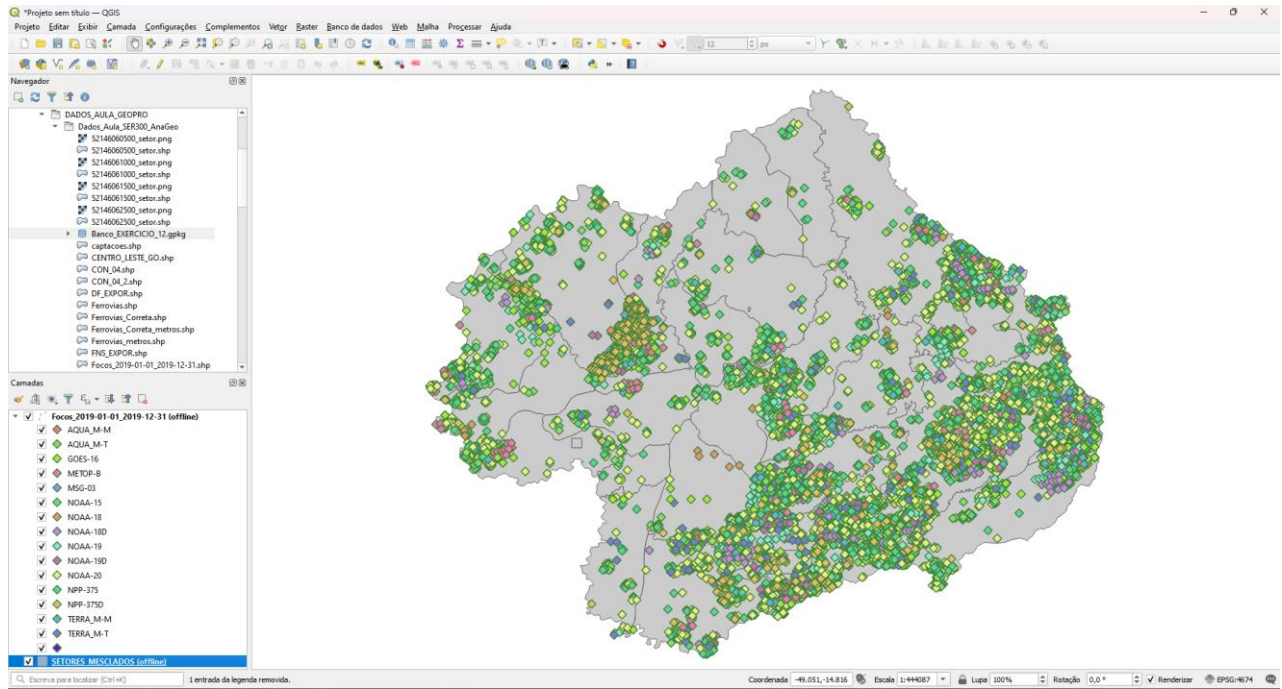 *Projeto sem título — QGIS
Projeto Editar Exibir Camada Configurações Complementos Vetor Raster Banco de dados Web Malha Processar Ajuda
12 px
Navegador
DADOS_AULA_GEOPRO
Dados_Aula_SER300_AnaGeo
52146060500_setor.png
52146060500_setor.shp
52146061000_setor.png
52146061000_setor.shp
52146061500_setor.png
52146061500_setor.shp
52146062500_setor.png
52146062500_setor.shp
Banco_EXERCICIO_12.gpkg
captacoes.shp
CENTRO_LESTE_GO.shp
CON_04.shp
CON_04_2.shp
DF_EXPOR.shp
Ferrovias.shp
Ferrovias_Correta.shp
Ferrovias_Correta_metros.shp
Ferrovias_metros.shp
FNS_EXPOR.shp
Focos_2019-01-01_2019-12-31.shp
Camadas
Focos_2019-01-01_2019-12-31 (offline)
AQUA_M-M
AQUA_M-T
GOES-16
METOP-B
MSG-03
NOAA-15
NOAA-18
NOAA-18D
NOAA-19
NOAA-19D
NOAA-20
NPP-375
NPP-375D
TERRA_M-M
TERRA_M-T
SETORES_MESCLADOS (offline)
Escreva para localizar (Ctrl+K) 1 entrada da legenda removida. Coordenada -49.051,-14.816 Escala 1:444087 Lupa 100% Rotação 0,0 ° Renderizar EPSG:4674